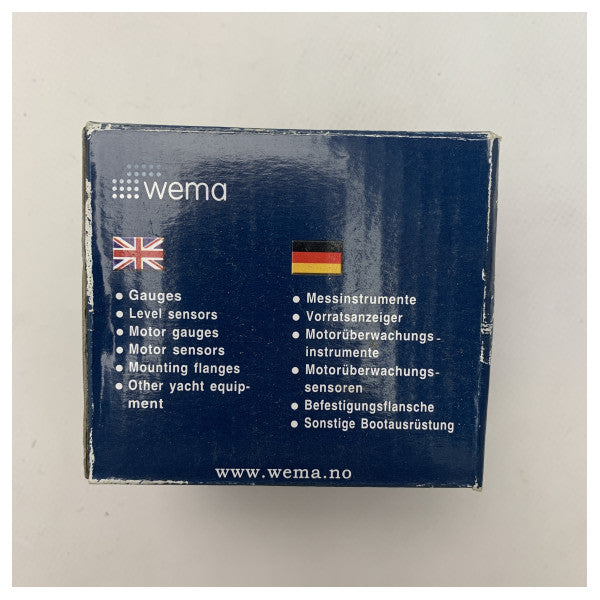 wema
• Gauges
• Level sensors
• Motor gauges
• Motor sensors
• Mounting flanges
• Other yacht equip-
ment
• Messinstrumente
• Vorratsanzeiger
• Motorüberwachungs-
instrumente
• Motorüberwachungs-
sensoren
• Befestigungsflansche
• Sonstige Bootausrüstung
www.wema.no